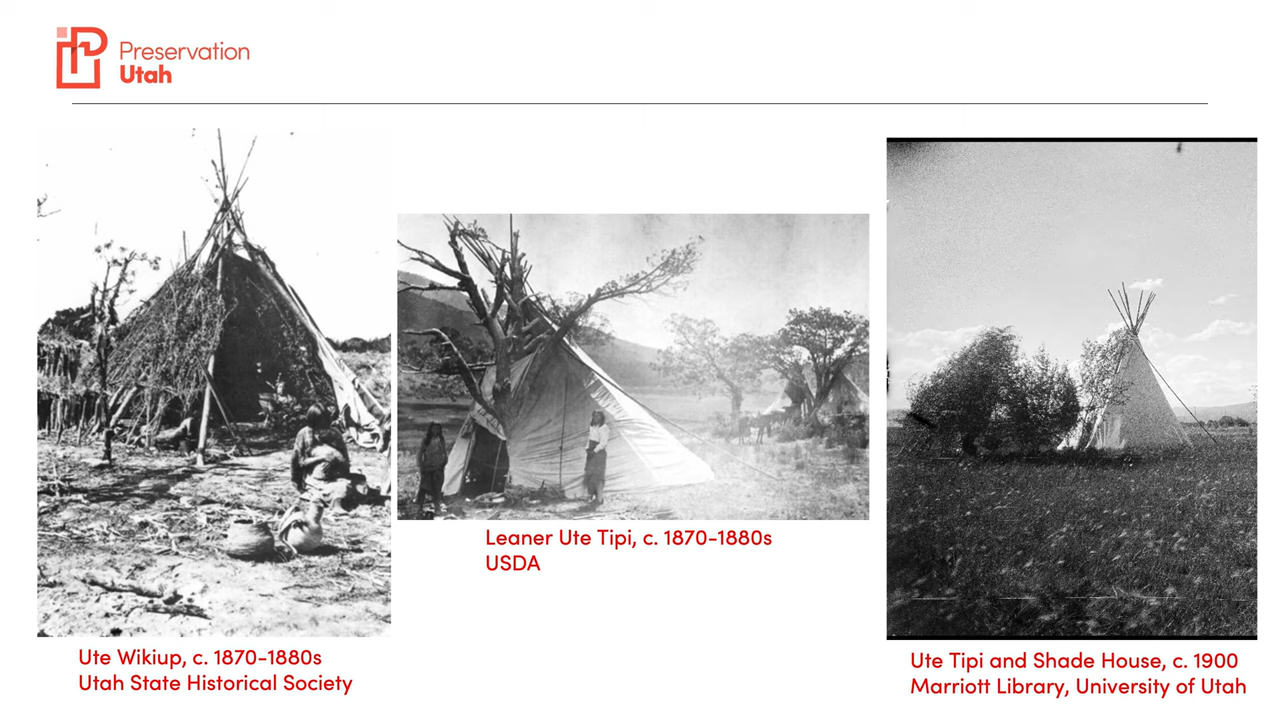 Preservation
Utah
Leaner Ute Tipi, c. 1870-1880s
USDA
Ute Wikiup, c. 1870-1880s
Utah State Historical Society
Ute Tipi and Shade House, c. 1900
Marriott Library, University of Utah